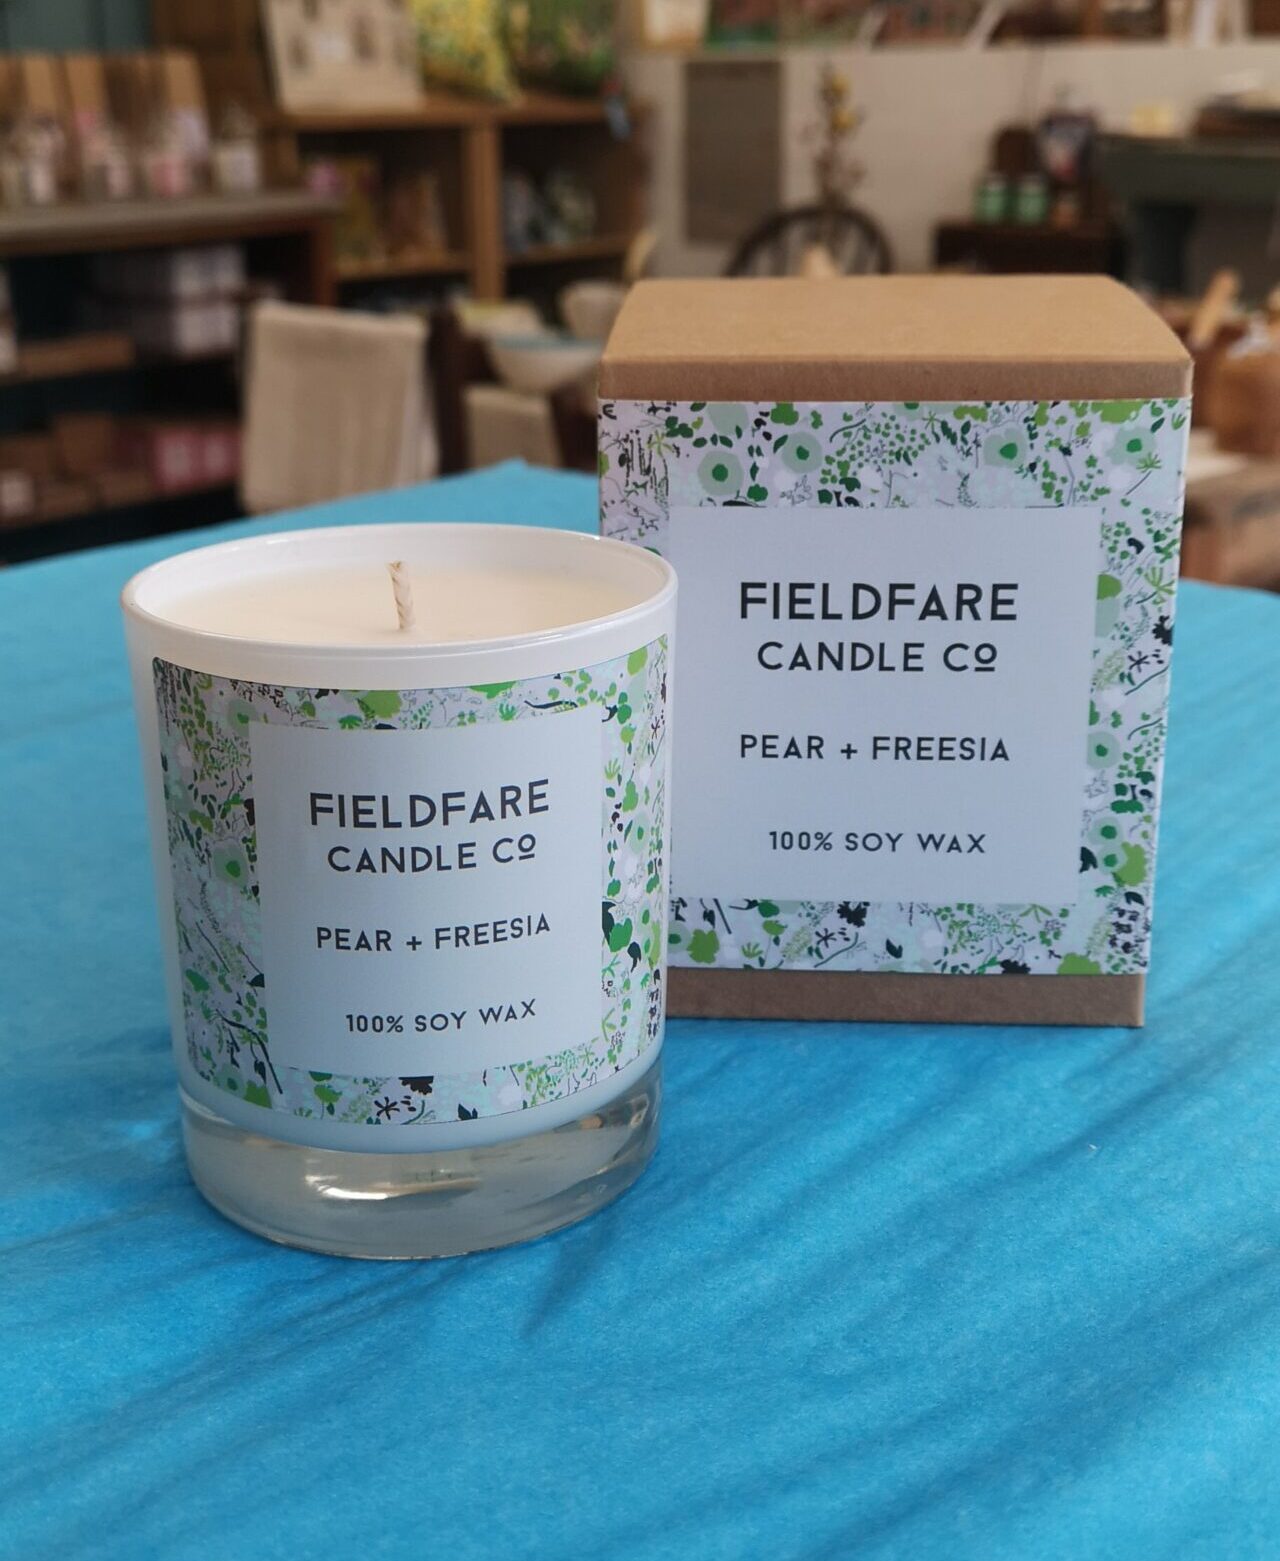 FIELDFARE
CANDLE Cº
PEAR + FREESIA
100% SOY WAX
FIELDFARE
CANDLE Cº
PEAR + FREESIA
100% SOY WAX